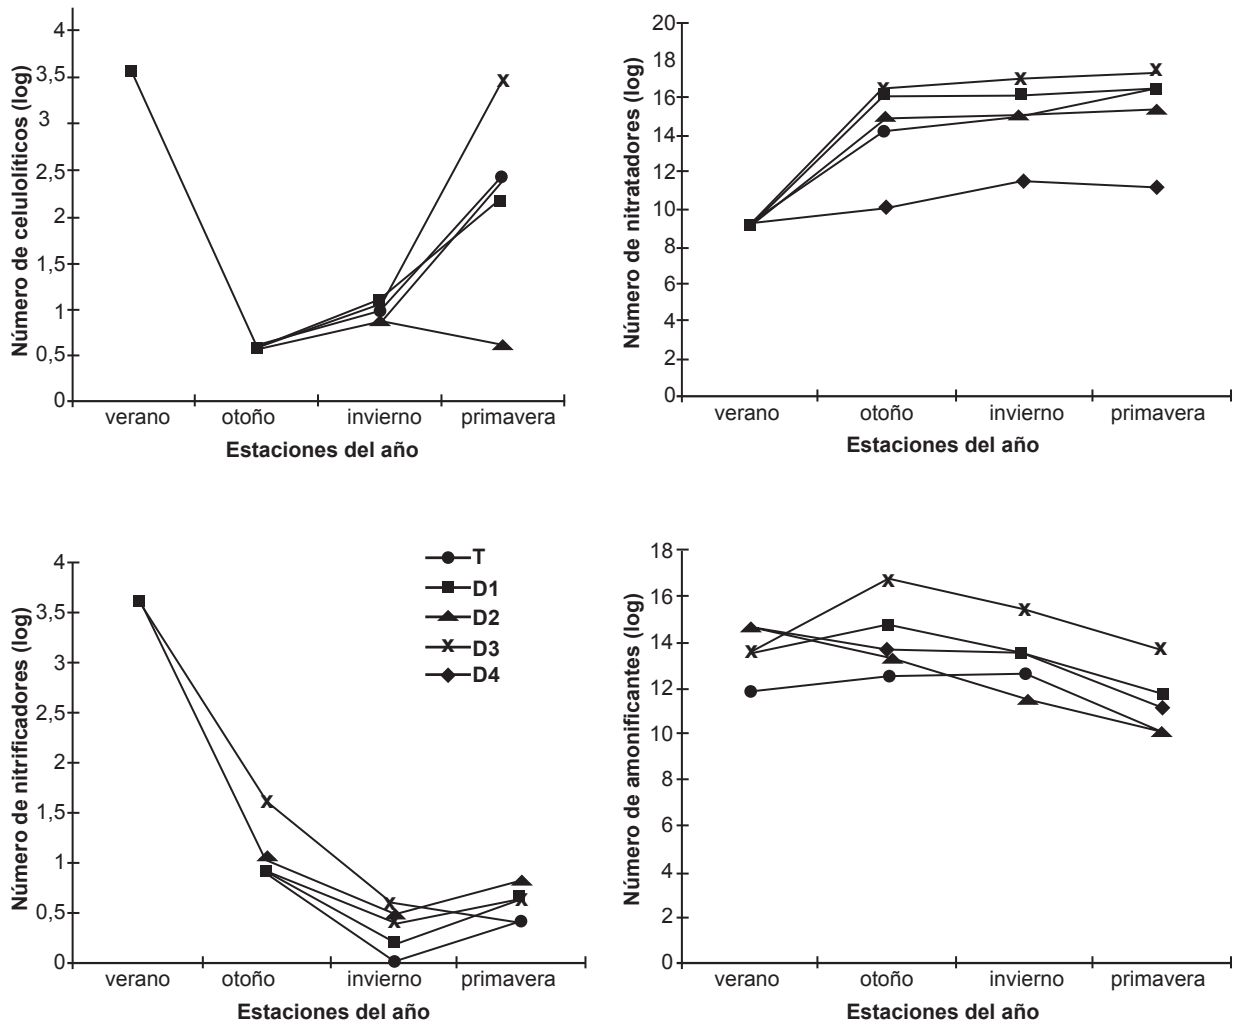 Número de celulolíticos (log)
4
3,5
3
2,5
2
1,5
1
0,5
0
verano otoño invierno primavera
Estaciones del año
Número de nitratadores (log)
20
18
16
14
12
10
8
6
4
2
0
verano otoño invierno primavera
Estaciones del año
Número de nitrificadores (log)
4
3,5
3
2,5
2
1,5
1
0,5
0
verano otoño invierno primavera
Estaciones del año
T
D1
D2
D3
D4
Número de amonificantes (log)
18
16
14
12
10
8
6
4
2
0
verano otoño invierno primavera
Estaciones del año